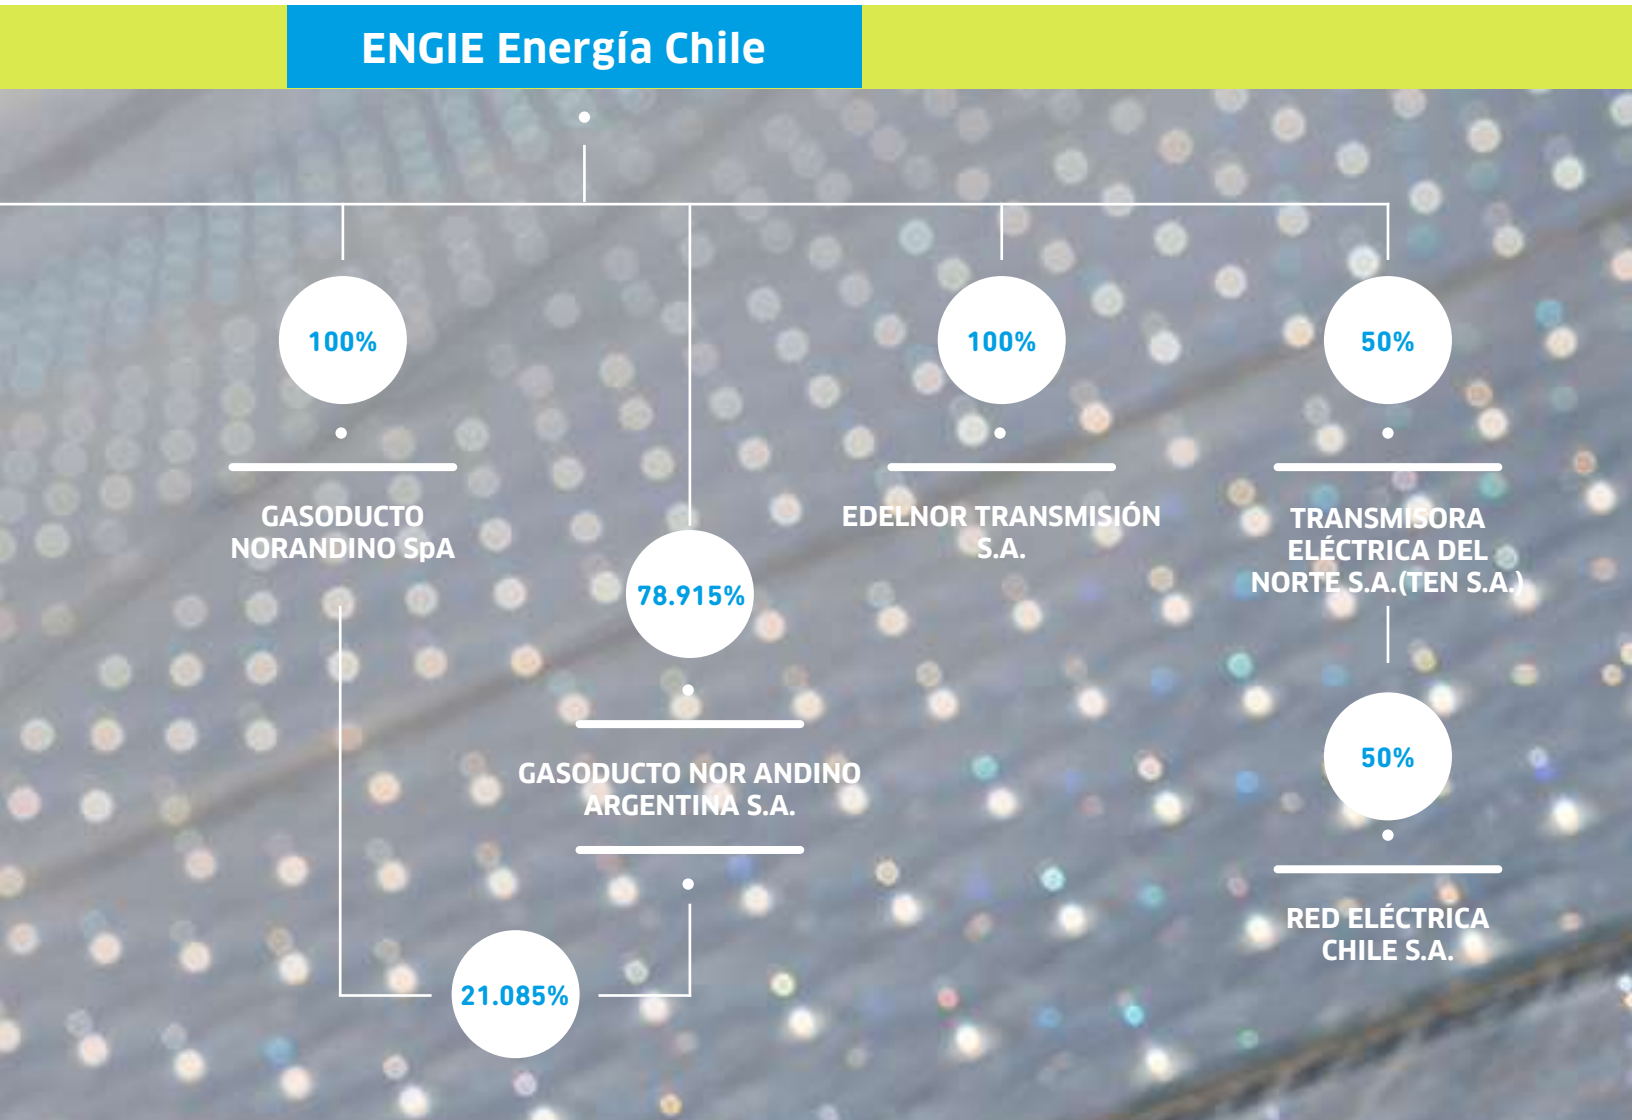 ENGIE Energía Chile
100%
100%
50%
GASODUCTO
NORANDINO SpA
EDELNOR TRANSMISIÓN
S.A.
TRANSMISORA
ELÉCTRICA DEL
NORTE S.A.(TEN S.A.)
78.915%
GASODUCTO NOR ANDINO
ARGENTINA S.A.
50%
RED ELÉCTRICA
CHILE S.A.
21.085%